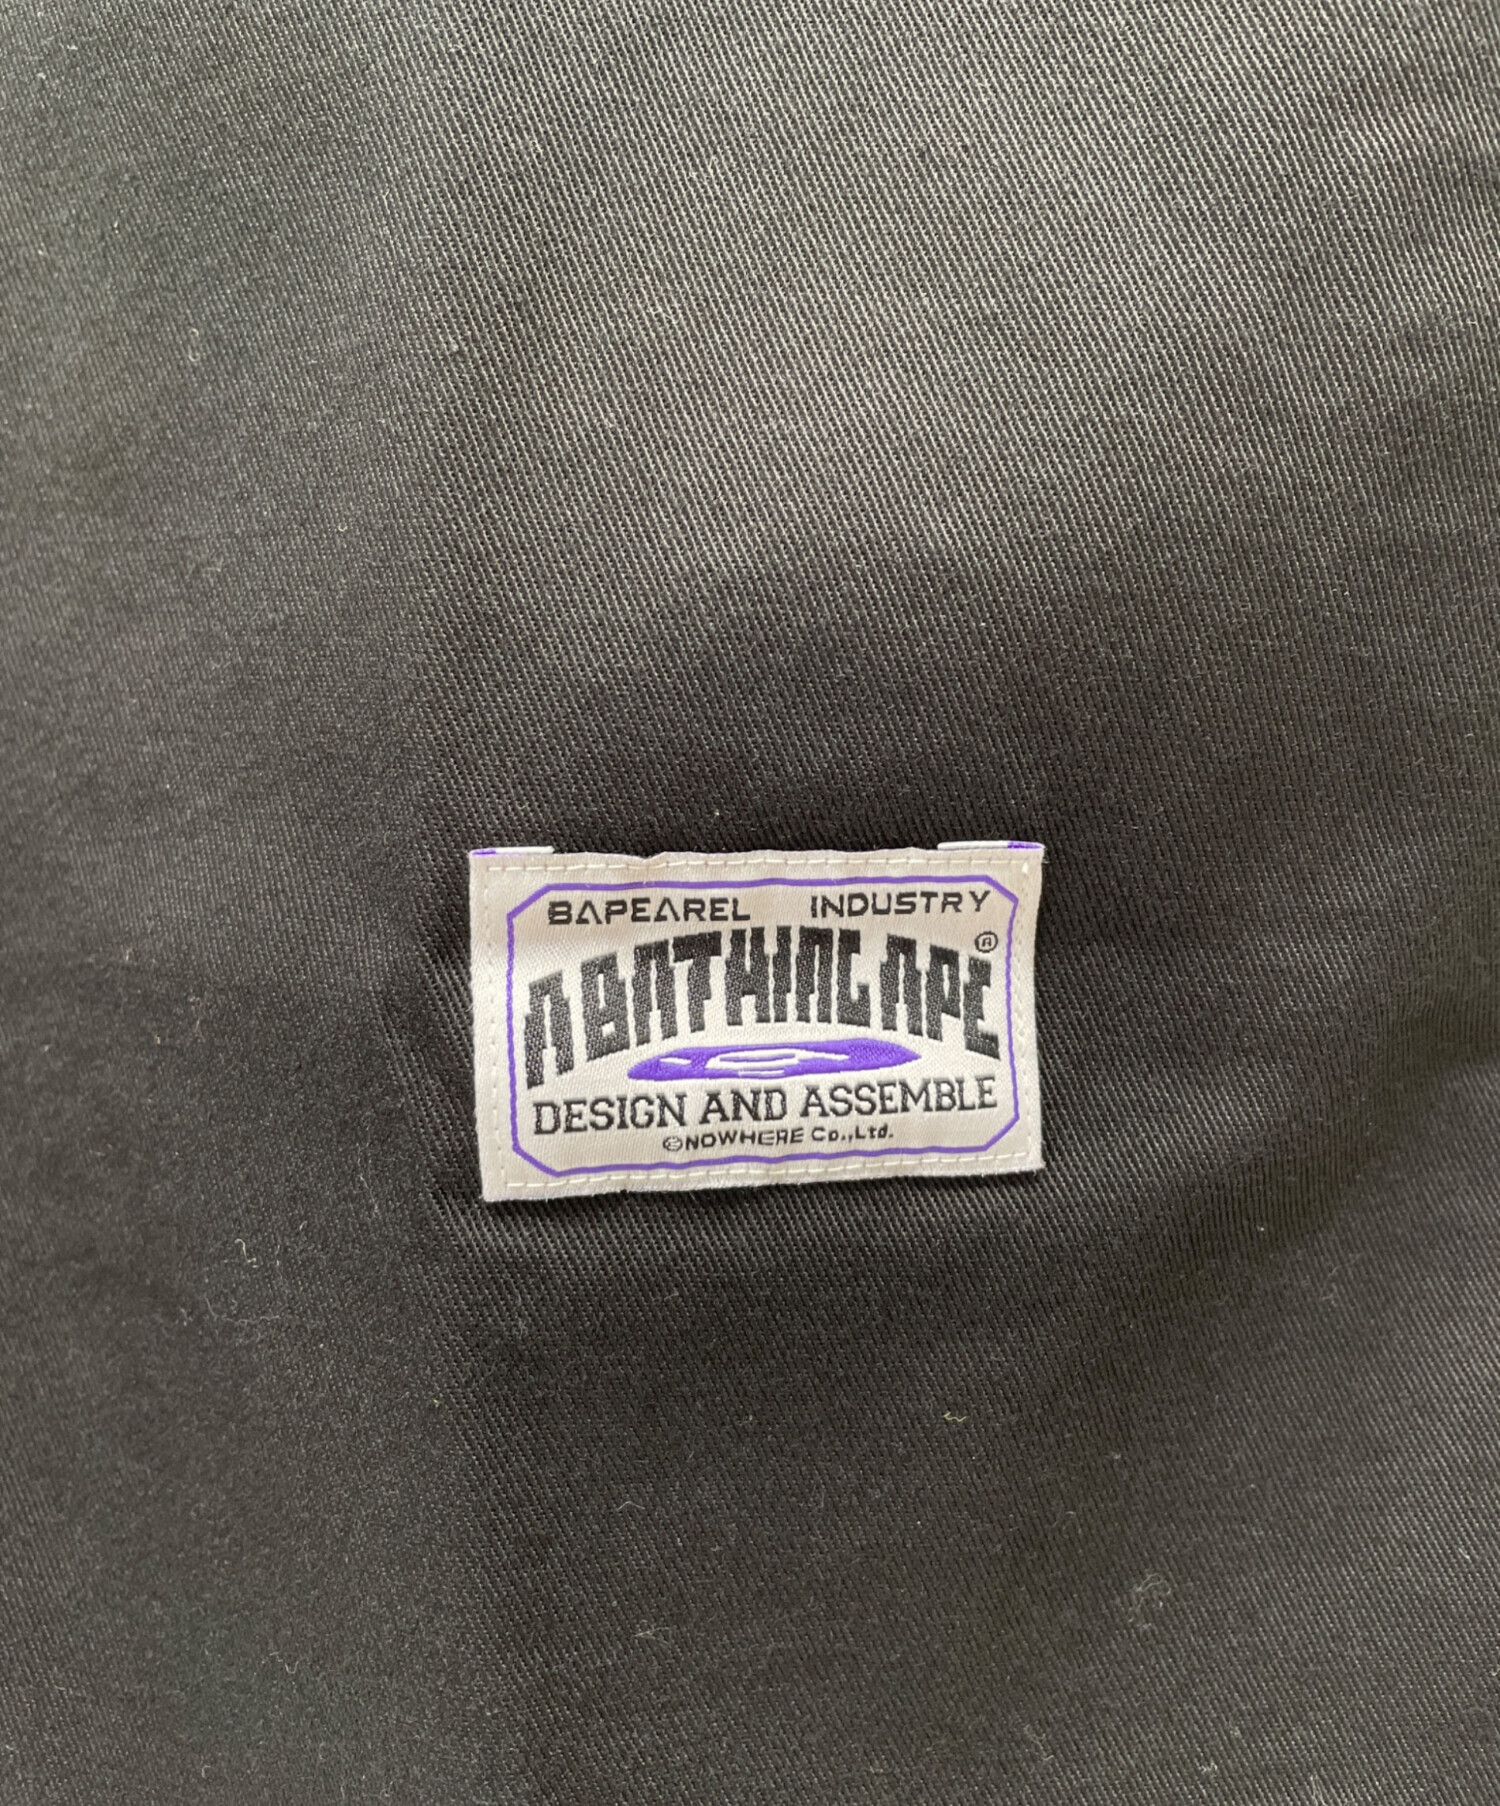 BAPEAREL INDUSTRY
A BATHING APE ®
DESIGN AND ASSEMBLE
©NOWHERE Co.,Ltd.